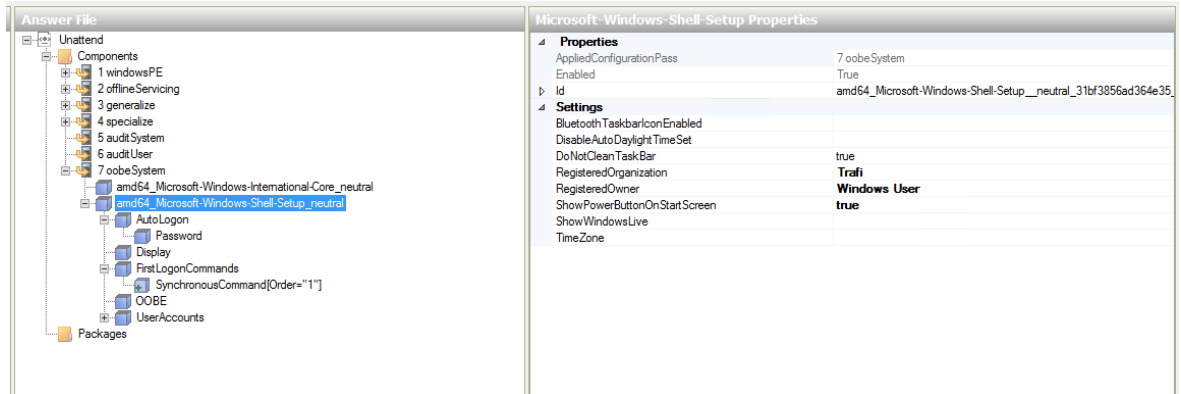 Answer File
Unattend
Components
1 windowsPE
2 offlineServicing
3 generalize
4 specialize
5 auditSystem
6 auditUser
7 oobeSystem
amd64_Microsoft-Windows-International-Core_neutral
amd64_Microsoft-Windows-Shell-Setup_neutral
AutoLogon
Password
Display
FirstLogonCommands
SynchronousCommand[Order="1"]
OOBE
UserAccounts
Packages
Microsoft-Windows-Shell-Setup Properties
Properties
AppliedConfigurationPass 7 oobeSystem
Enabled True
Id amd64_Microsoft-Windows-Shell-Setup__neutral_31bf3856ad364e35_
Settings
BluetoothTaskbarIconEnabled
DisableAutoDaylightTimeSet
DoNotCleanTaskBar true
RegisteredOrganization Trafi
RegisteredOwner Windows User
ShowPowerButtonOnStartScreen true
ShowWindowsLive
TimeZone